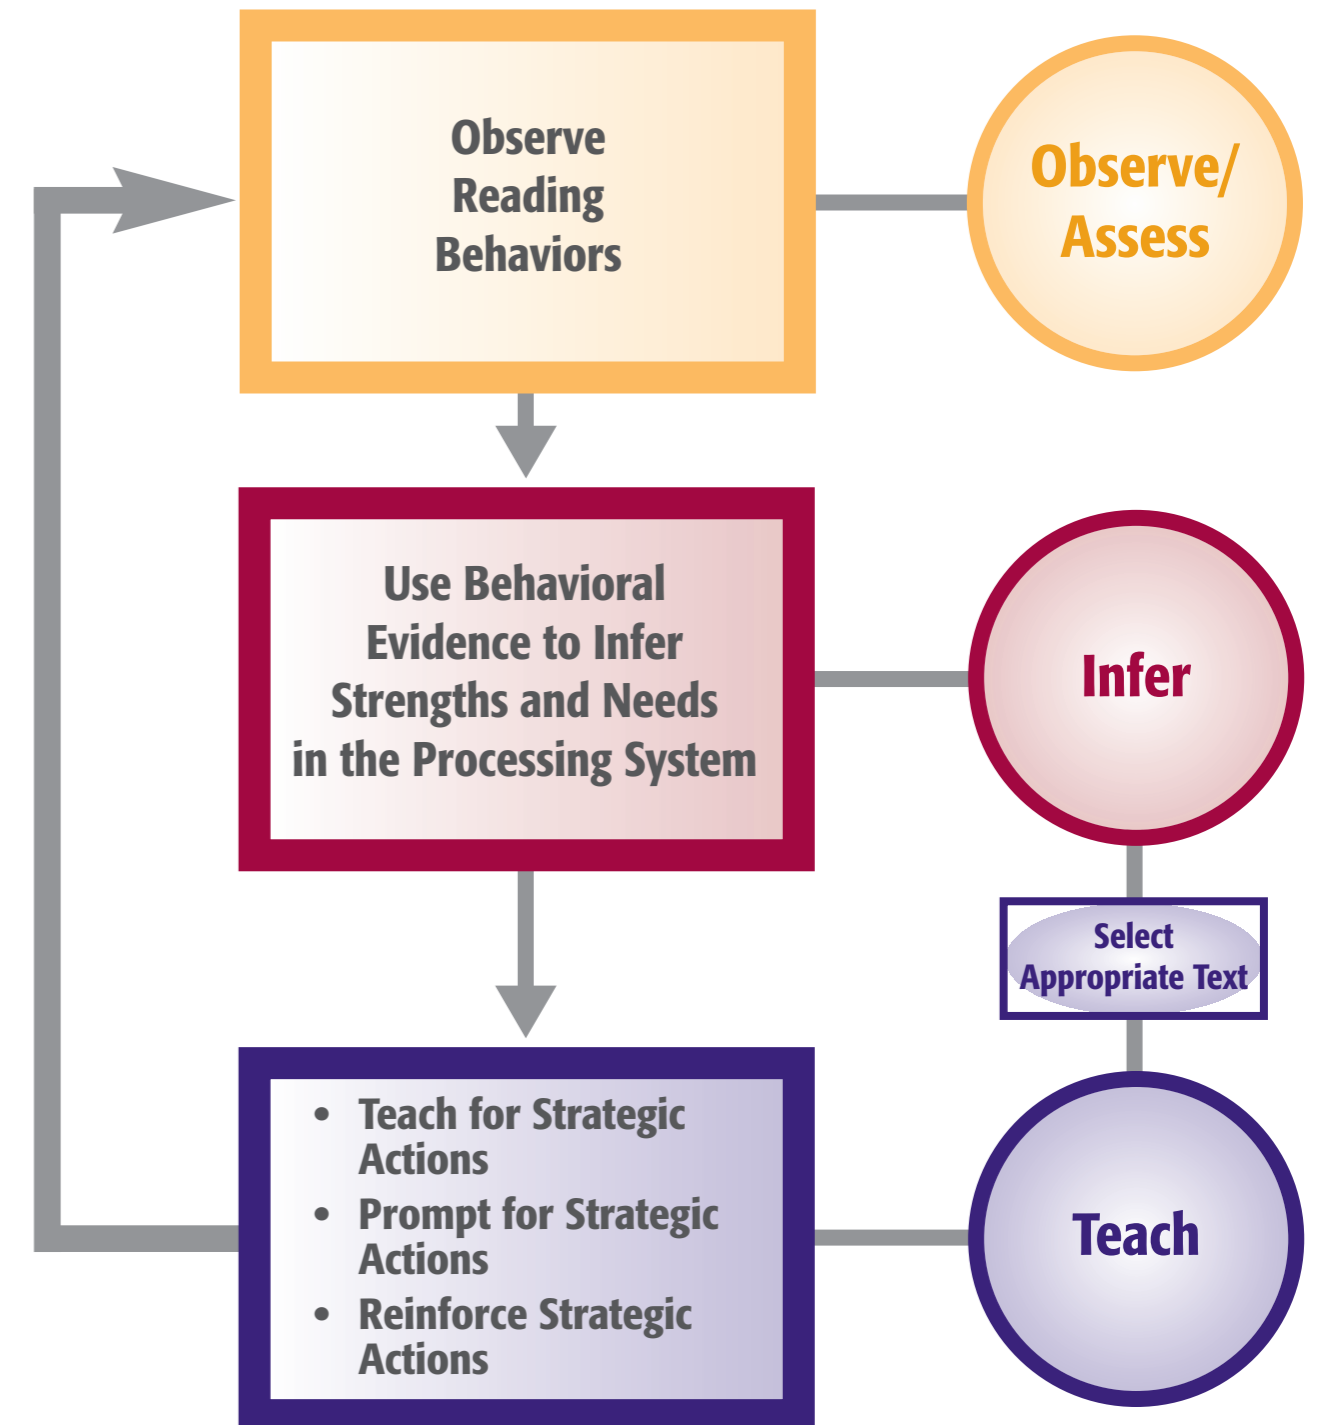 Observe
Reading
Behaviors
Observe/
Assess
Use Behavioral
Evidence to Infer
Strengths and Needs
in the Processing System
Infer
Select
Appropriate Text
• Teach for Strategic
Actions
• Prompt for Strategic
Actions
• Reinforce Strategic
Actions
Teach